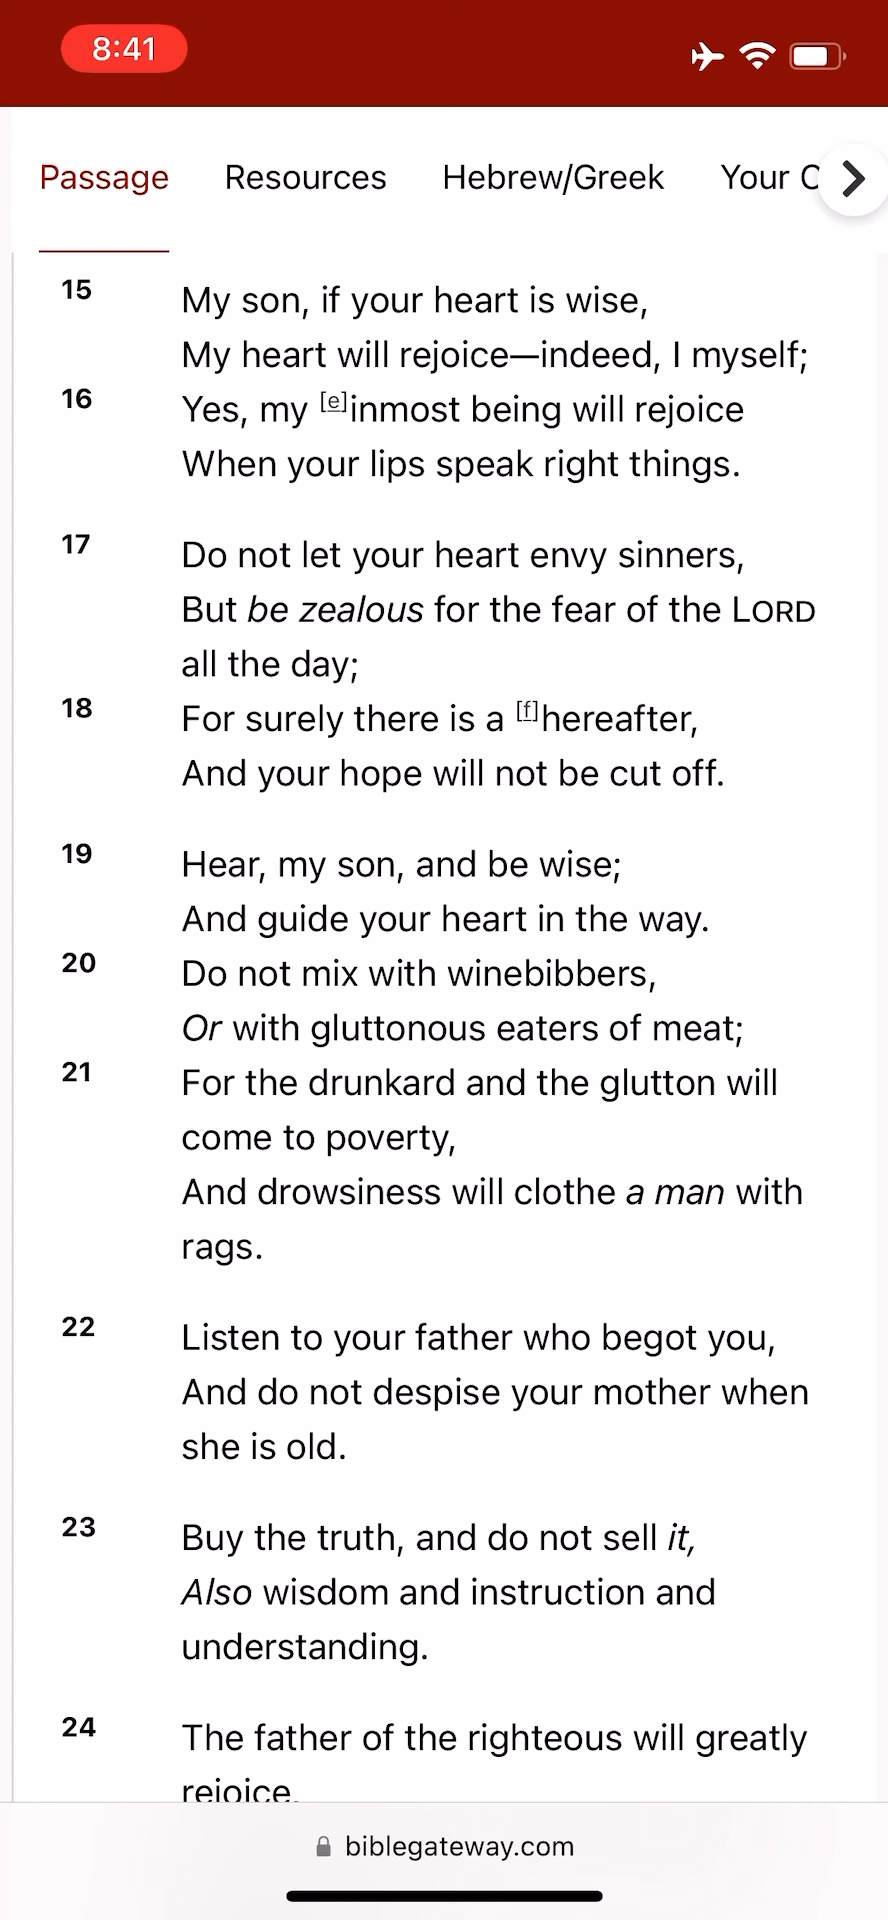 8:41
Passage Resources Hebrew/Greek Your
15 My son, if your heart is wise,
My heart will rejoice—indeed, I myself;
16 Yes, my [e]inmost being will rejoice
When your lips speak right things.
17 Do not let your heart envy sinners,
But be zealous for the fear of the LORD
all the day;
18 For surely there is a [f]hereafter,
And your hope will not be cut off.
19 Hear, my son, and be wise;
And guide your heart in the way.
20 Do not mix with winebibbers,
Or with gluttonous eaters of meat;
21 For the drunkard and the glutton will
come to poverty,
And drowsiness will clothe a man with
rags.
22 Listen to your father who begot you,
And do not despise your mother when
she is old.
23 Buy the truth, and do not sell it,
Also wisdom and instruction and
understanding.
24 The father of the righteous will greatly
rejoice,
biblegateway.com